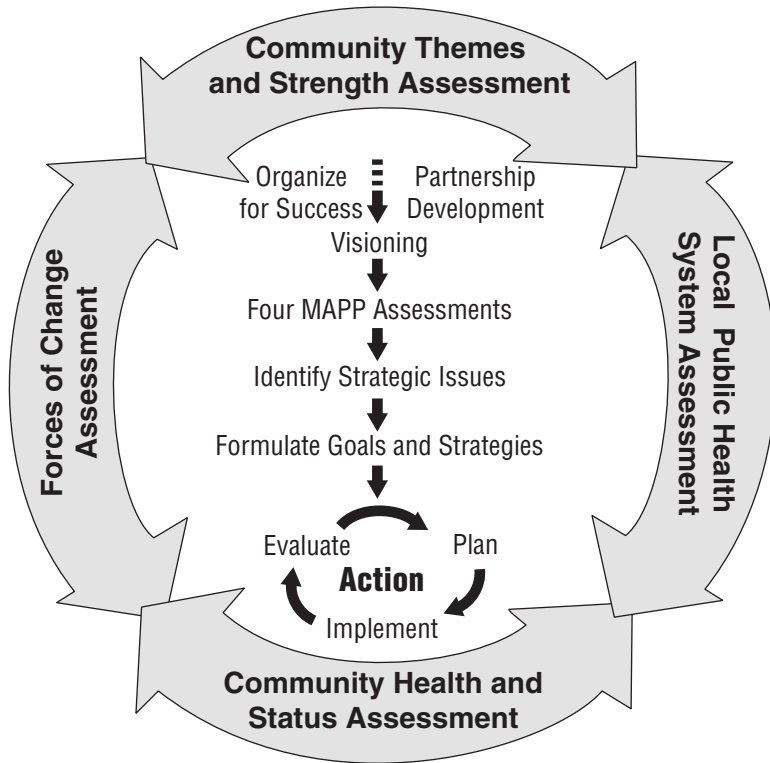 Community Themes
and Strength Assessment
Organize
for Success
Partnership
Development
Visioning
Four MAPP Assessments
Identify Strategic Issues
Formulate Goals and Strategies
Evaluate
Plan
Action
Implement
Forces of Change
Assessment
Local Public Health
System Assessment
Community Health and
Status Assessment